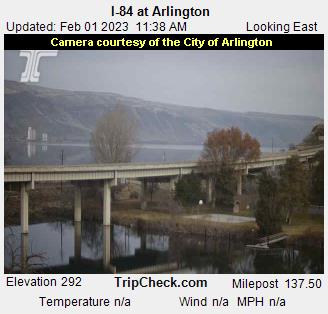 I-84 at Arlington
Updated: Feb 01 2023 11:38 AM Looking East
Camera courtesy of the City of Arlington
Elevation 292 TripCheck.com Milepost 137.50
Temperature n/a Wind n/a MPH n/a